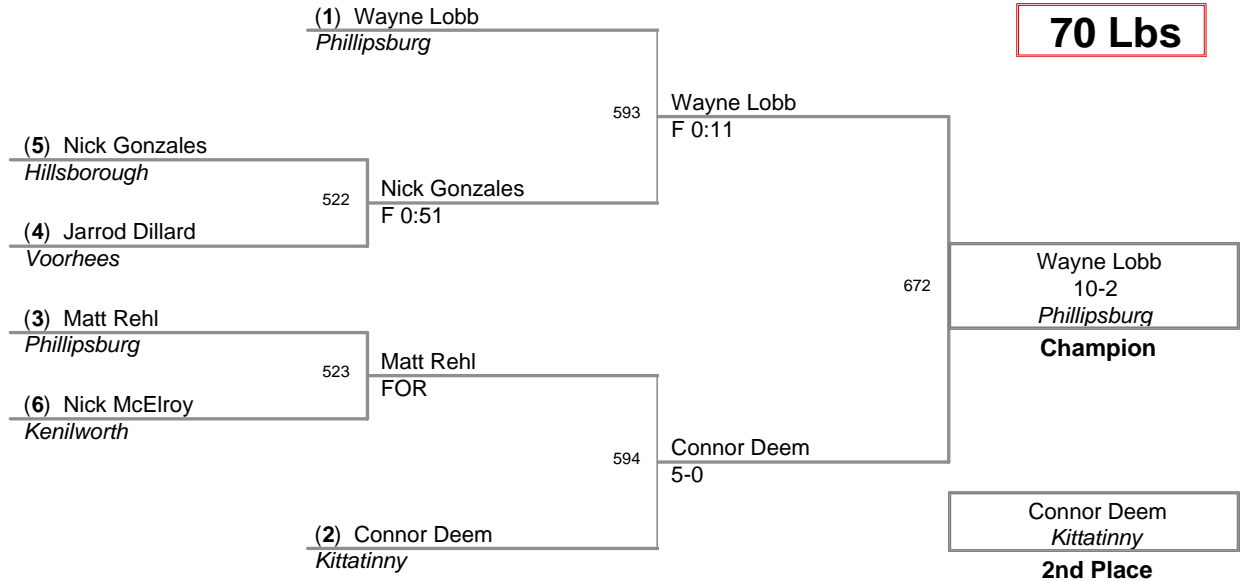 (1) Wayne Lobb
Phillipsburg
70 Lbs
593
Wayne Lobb
F 0:11
(5) Nick Gonzales
Hillsborough
522
Nick Gonzales
F 0:51
(4) Jarrod Dillard
Voorhees
672
Wayne Lobb
10-2
Phillipsburg
Champion
(3) Matt Rehl
Phillipsburg
523
Matt Rehl
FOR
(6) Nick McElroy
Kenilworth
594
Connor Deem
5-0
(2) Connor Deem
Kittatinny
Connor Deem
Kittatinny
2nd Place